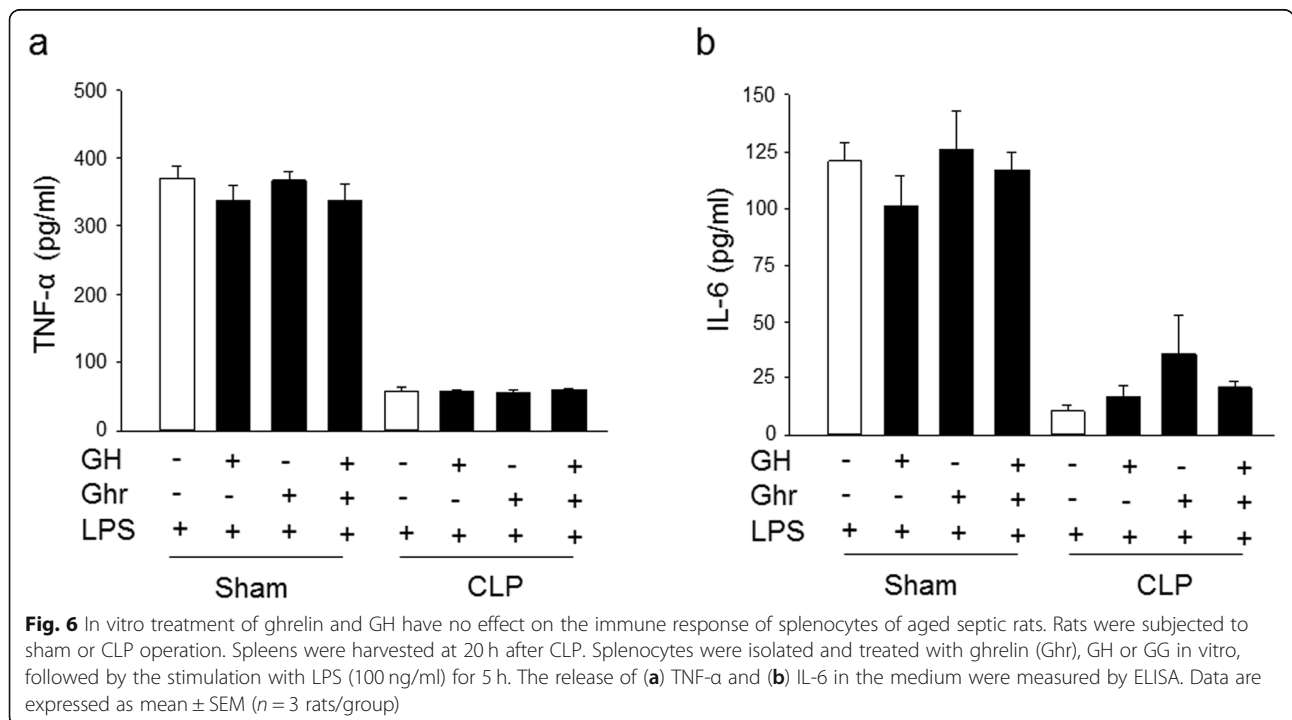 a
500
400
300
200
100
0
TNF-α (pg/ml)
GH - + - + - + - +
Ghr - - + + - - + +
LPS + + + + + + + +
Sham CLP
b
150
125
100
75
50
25
0
IL-6 (pg/ml)
GH - + - + - + - +
Ghr - - + + - - + +
LPS + + + + + + + +
Sham CLP
Fig. 6 In vitro treatment of ghrelin and GH have no effect on the immune response of splenocytes of aged septic rats. Rats were subjected to
sham or CLP operation. Spleens were harvested at 20 h after CLP. Splenocytes were isolated and treated with ghrelin (Ghr), GH or GG in vitro,
followed by the stimulation with LPS (100 ng/ml) for 5 h. The release of (a) TNF-α and (b) IL-6 in the medium were measured by ELISA. Data are
expressed as mean ± SEM (n = 3 rats/group)